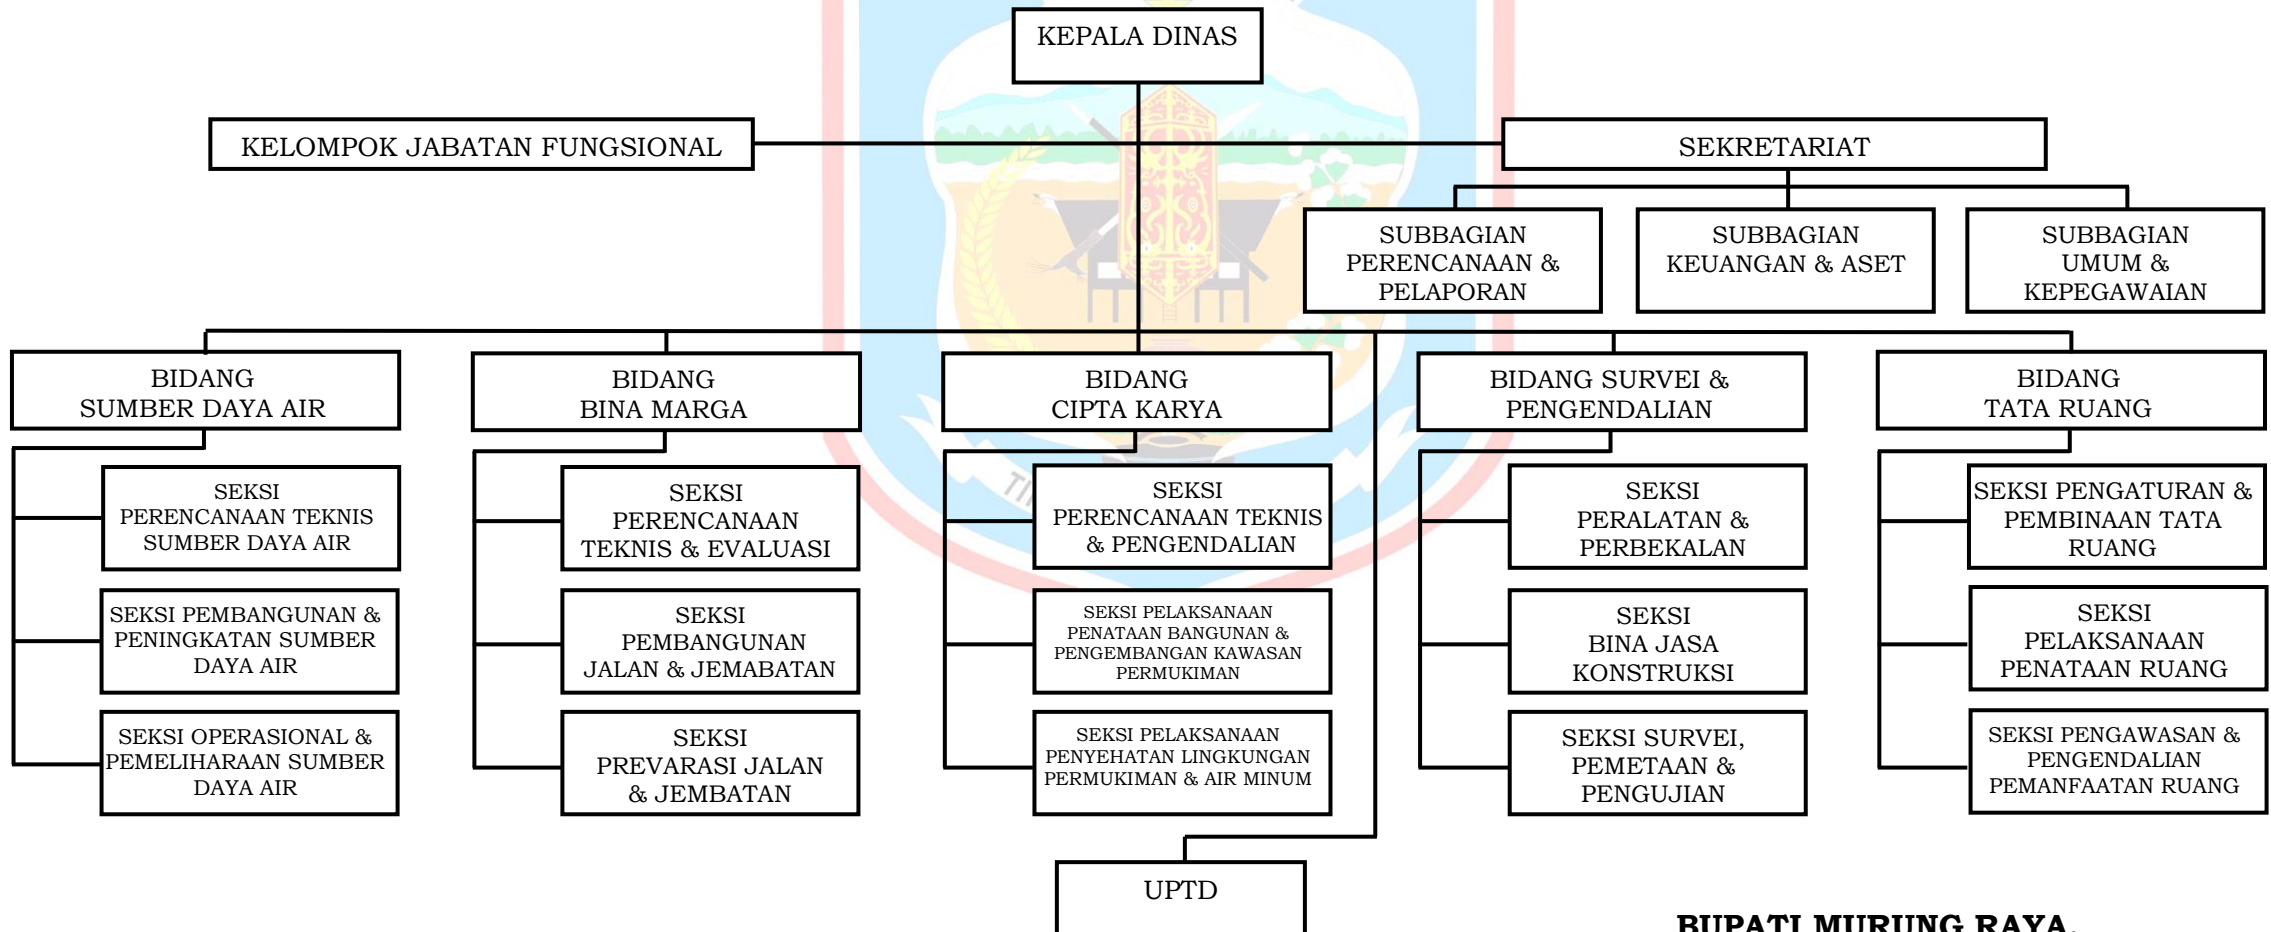 KEPALA DINAS
KELOMPOK JABATAN FUNGSIONAL
SEKRETARIAT
SUBBAGIAN
PERENCANAAN &
PELAPORAN
SUBBAGIAN
KEUANGAN & ASET
SUBBAGIAN
UMUM &
KEPEGAWAIAN
BIDANG
SUMBER DAYA AIR
BIDANG
BINA MARGA
BIDANG
CIPTA KARYA
BIDANG SURVEI &
PENGENDALIAN
BIDANG
TATA RUANG
SEKSI
PERENCANAAN TEKNIS
SUMBER DAYA AIR
SEKSI
PERENCANAAN
TEKNIS & EVALUASI
SEKSI
PERENCANAAN TEKNIS
& PENGENDALIAN
SEKSI
PERALATAN &
PERBEKALAN
SEKSI PENGATURAN &
PEMBINAAN TATA
RUANG
SEKSI PEMBANGUNAN &
PENINGKATAN SUMBER
DAYA AIR
SEKSI
PEMBANGUNAN
JALAN & JEMABATAN
SEKSI PELAKSANAAN
PENATAAN BANGUNAN &
PENGEMBANGAN KAWASAN
PERMUKIMAN
SEKSI
BINA JASA
KONSTRUKSI
SEKSI
PELAKSANAAN
PENATAAN RUANG
SEKSI OPERASIONAL &
PEMELIHARAAN SUMBER
DAYA AIR
SEKSI
PREVARASI JALAN
& JEMBATAN
SEKSI PELAKSANAAN
PENYEHATAN LINGKUNGAN
PERMUKIMAN & AIR MINUM
SEKSI SURVEI,
PEMETAAN &
PENGUJIAN
SEKSI PENGAWASAN &
PENGENDALIAN
PEMANFAATAN RUANG
UPTD
BUPATI MURUNG RAYA,